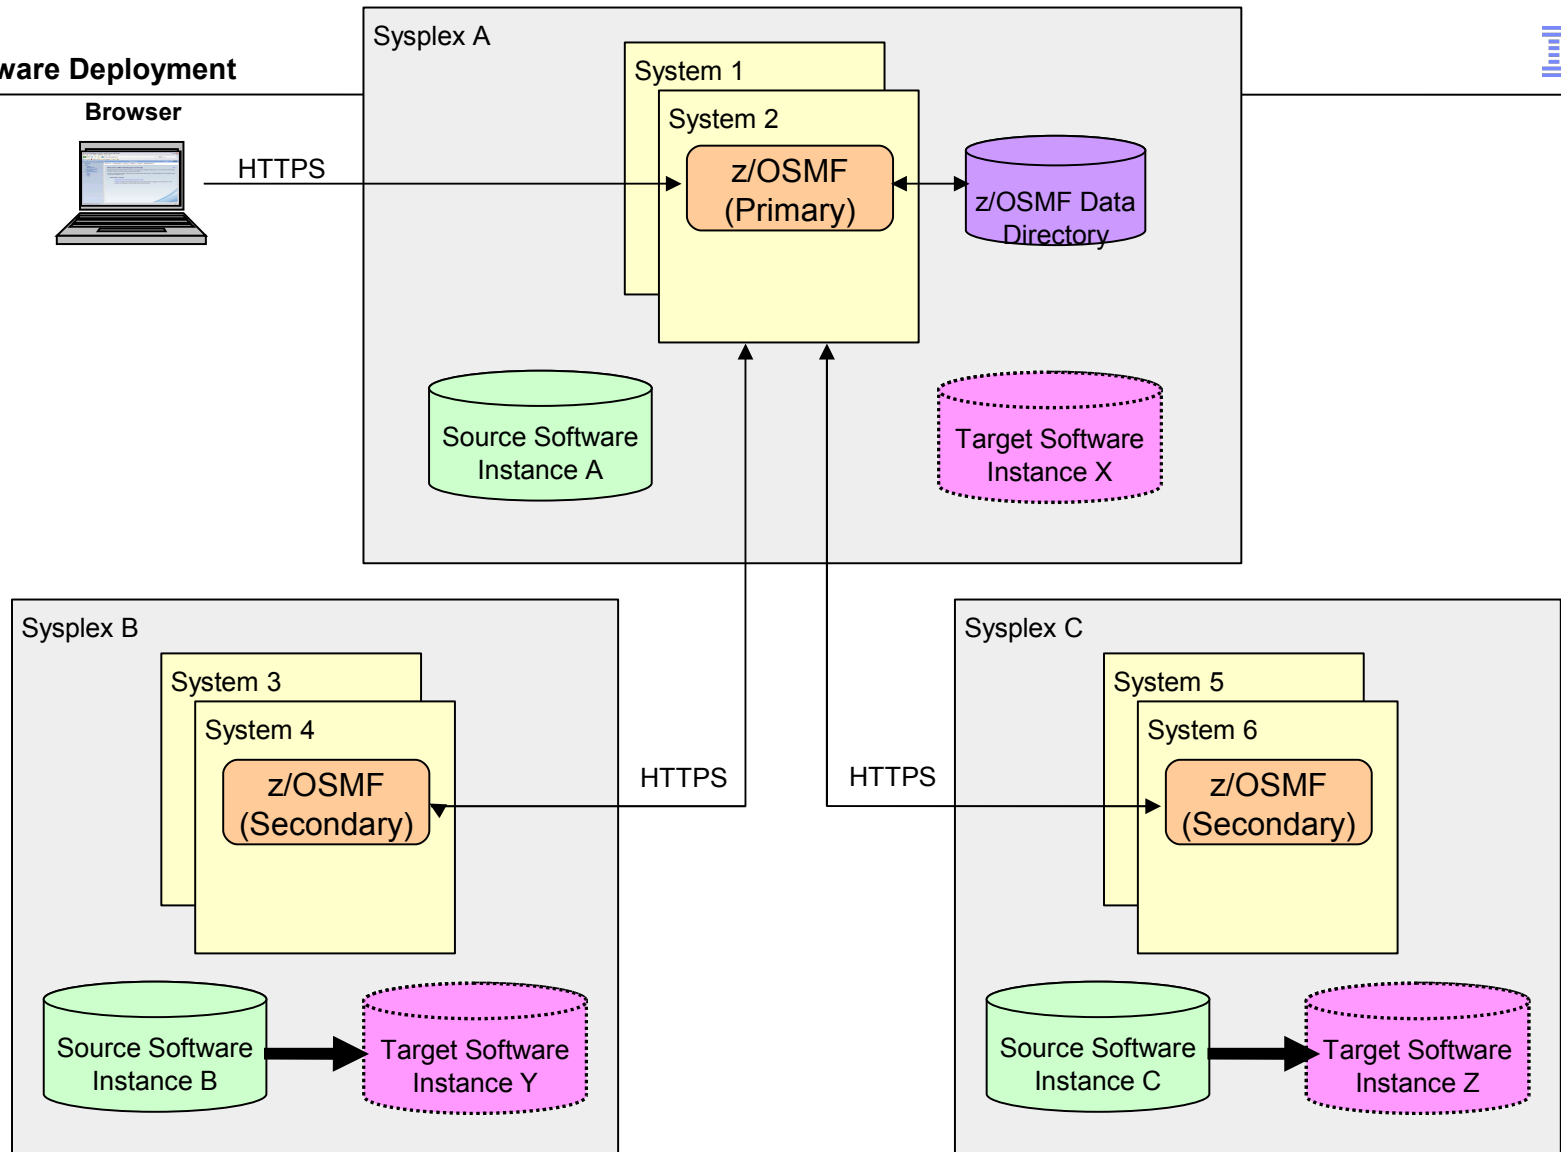 ware Deployment
Browser
HTTPS
Sysplex A
System 1
System 2
z/OSMF
(Primary)
z/OSMF Data
Directory
Source Software
Instance A
Target Software
Instance X
Sysplex B
System 3
System 4
z/OSMF
(Secondary)
HTTPS
HTTPS
Source Software
Instance B
Target Software
Instance Y
Sysplex C
System 5
System 6
z/OSMF
(Secondary)
Source Software
Instance C
Target Software
Instance Z